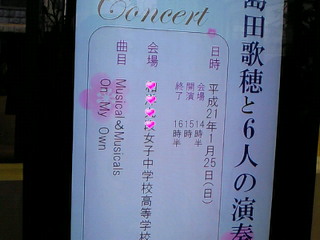 Concert
島田歌穂と6人の演奏
日時 平成21年1月25日(日)
会場 14時半
開演 15時
終了 16時半
会場 女子中学校高等学校
曲目 Musical&Musicals
On My Own